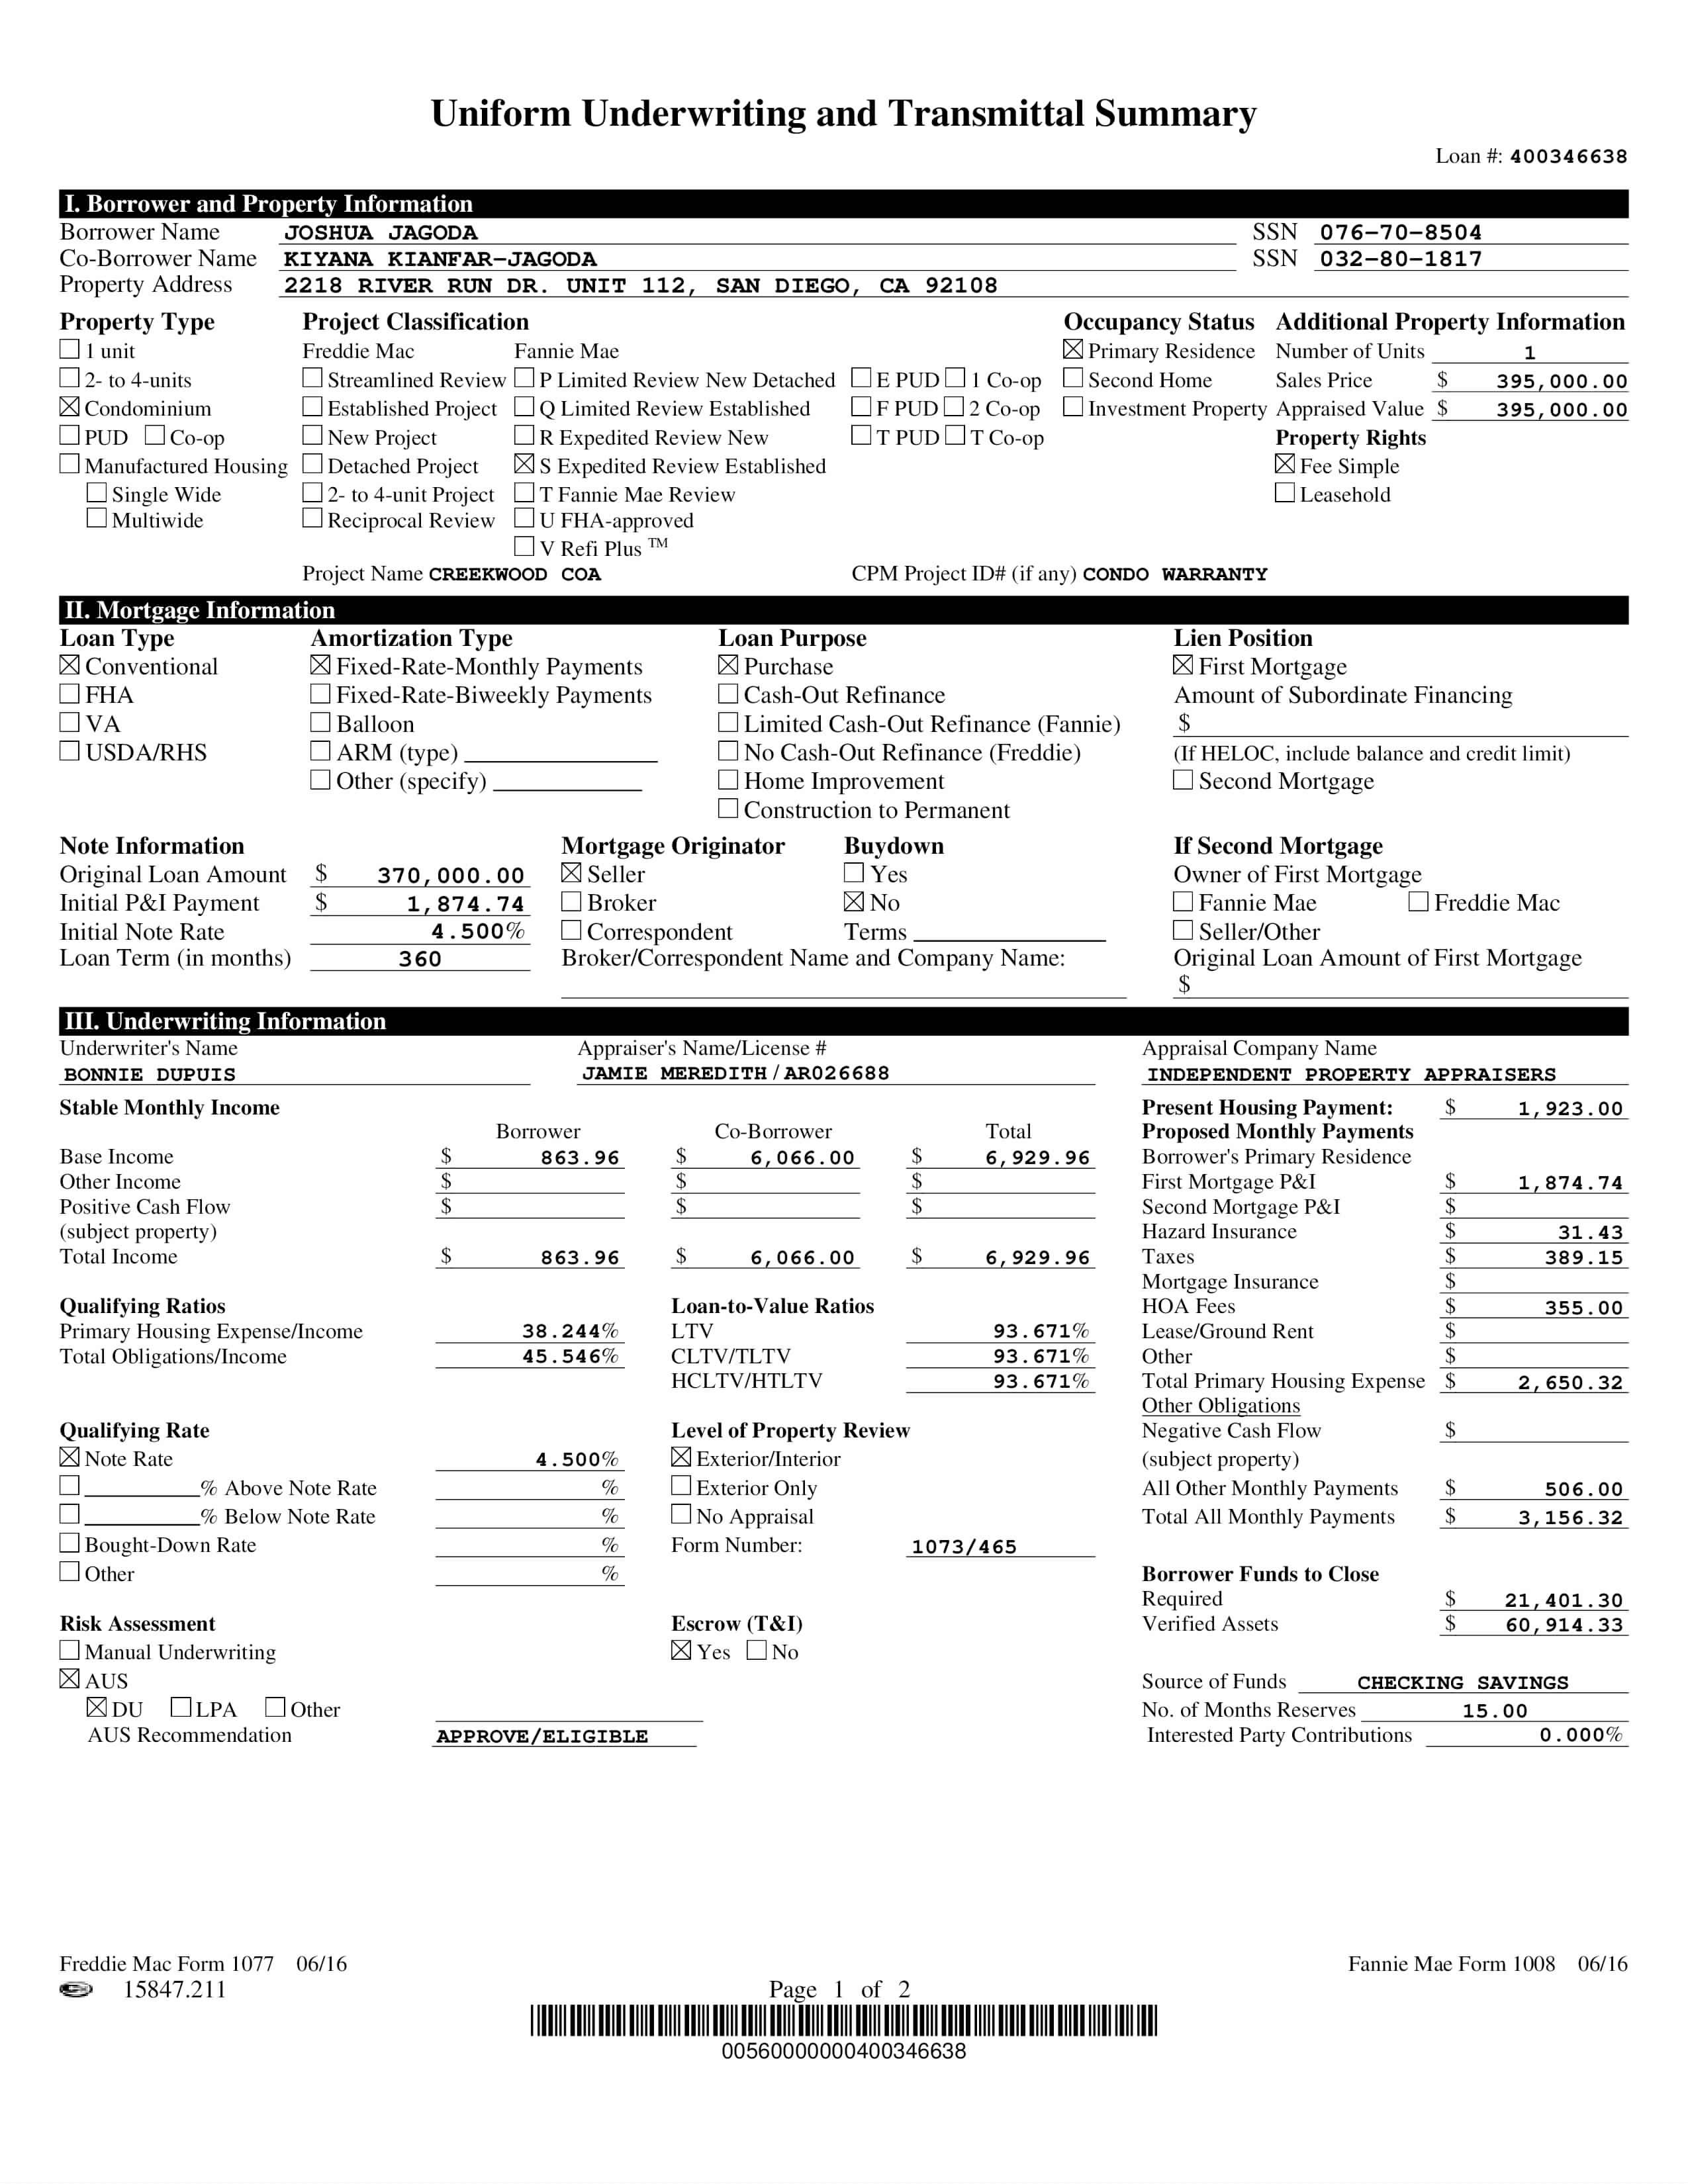 Uniform Underwriting and Transmittal Summary
Loan #: 400346638
I. Borrower and Property Information
Borrower Name JOSHUA JAGODA SSN 076-70-8504
Co-Borrower Name KIYANA KIANFAR-JAGODA SSN 032-80-1817
Property Address 2218 RIVER RUN DR. UNIT 112, SAN DIEGO, CA 92108
Property Type Project Classification Occupancy Status Additional Property Information
☐ 1 unit Freddie Mac Fannie Mae ☒ Primary Residence Number of Units 1
☐ 2- to 4-units ☐ Streamlined Review ☐ P Limited Review New Detached ☐ E PUD ☐ 1 Co-op ☐ Second Home Sales Price $ 395,000.00
☒ Condominium ☐ Established Project ☐ Q Limited Review Established ☐ F PUD ☐ 2 Co-op ☐ Investment Property Appraised Value $ 395,000.00
☐ PUD ☐ Co-op ☐ New Project ☐ R Expedited Review New ☐ T PUD ☐ T Co-op Property Rights
☐ Manufactured Housing ☐ Detached Project ☒ S Expedited Review Established ☒ Fee Simple
☐ Single Wide ☐ 2- to 4-unit Project ☐ T Fannie Mae Review ☐ Leasehold
☐ Multiwide ☐ Reciprocal Review ☐ U FHA-approved
☐ V Refi Plus TM
Project Name CREEKWOOD COA CPM Project ID# (if any) CONDO WARRANTY
II. Mortgage Information
Loan Type Amortization Type Loan Purpose Lien Position
☒ Conventional ☒ Fixed-Rate-Monthly Payments ☒ Purchase ☒ First Mortgage
☐ FHA ☐ Fixed-Rate-Biweekly Payments ☐ Cash-Out Refinance Amount of Subordinate Financing
☐ VA ☐ Balloon ☐ Limited Cash-Out Refinance (Fannie) $
☐ USDA/RHS ☐ ARM (type) ☐ No Cash-Out Refinance (Freddie) (If HELOC, include balance and credit limit)
☐ Other (specify) ☐ Home Improvement ☐ Second Mortgage
☐ Construction to Permanent
Note Information Mortgage Originator Buydown If Second Mortgage
Original Loan Amount $ 370,000.00 ☒ Seller ☐ Yes Owner of First Mortgage
Initial P&I Payment $ 1,874.74 ☐ Broker ☒ No ☐ Fannie Mae ☐ Freddie Mac
Initial Note Rate 4.500% ☐ Correspondent Terms ☐ Seller/Other
Loan Term (in months) 360 Broker/Correspondent Name and Company Name: Original Loan Amount of First Mortgage
$
III. Underwriting Information
Underwriter's Name Appraiser's Name/License # Appraisal Company Name
BONNIE DUPUIS JAMIE MEREDITH / AR026688 INDEPENDENT PROPERTY APPRAISERS
Stable Monthly Income Present Housing Payment: $ 1,923.00
Borrower Co-Borrower Total Proposed Monthly Payments
Base Income $ 863.96 $ 6,066.00 $ 6,929.96 Borrower's Primary Residence
Other Income $ $ $ First Mortgage P&I $ 1,874.74
Positive Cash Flow $ $ $ Second Mortgage P&I $
(subject property) Hazard Insurance $ 31.43
Total Income $ 863.96 $ 6,066.00 $ 6,929.96 Taxes $ 389.15
Mortgage Insurance $
Qualifying Ratios Loan-to-Value Ratios HOA Fees $ 355.00
Primary Housing Expense/Income 38.244% LTV 93.671% Lease/Ground Rent $
Total Obligations/Income 45.546% CLTV/TLTV 93.671% Other $
HCLTV/HTLTV 93.671% Total Primary Housing Expense $ 2,650.32
Other Obligations
Qualifying Rate Level of Property Review Negative Cash Flow $
☒ Note Rate 4.500% ☒ Exterior/Interior (subject property)
☐ % Above Note Rate % ☐ Exterior Only All Other Monthly Payments $ 506.00
☐ % Below Note Rate % ☐ No Appraisal Total All Monthly Payments $ 3,156.32
☐ Bought-Down Rate % Form Number: 1073/465
☐ Other % Borrower Funds to Close
Required $ 21,401.30
Risk Assessment Escrow (T&I) Verified Assets $ 60,914.33
☐ Manual Underwriting ☒ Yes ☐ No
☒ AUS Source of Funds CHECKING SAVINGS
☒ DU ☐ LPA ☐ Other No. of Months Reserves 15.00
AUS Recommendation APPROVE/ELIGIBLE Interested Party Contributions 0.000%
Freddie Mac Form 1077 06/16 Fannie Mae Form 1008 06/16
15847.211 Page 1 of 2
00560000000400346638